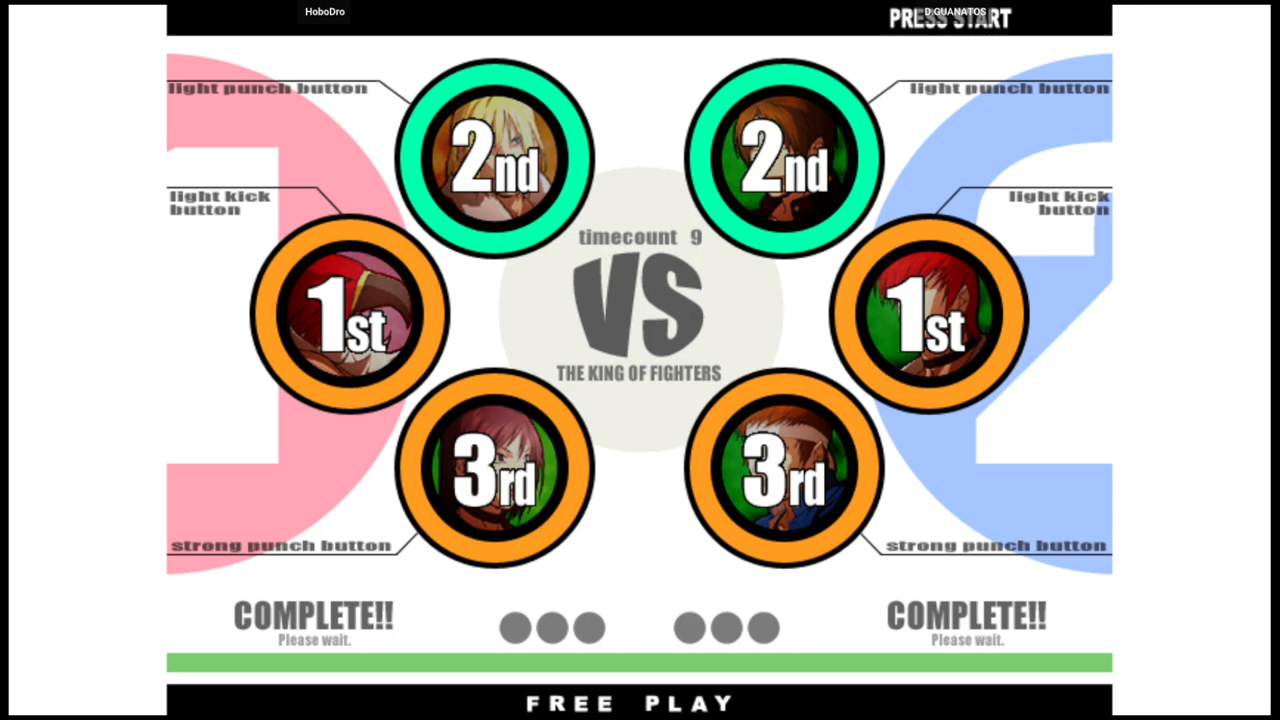 HoboDro
D.GUANATOS
PRESS START
light punch button
light punch button
2nd
2nd
light kick
button
light kick
button
timecount 9
VS
THE KING OF FIGHTERS
1st
1st
3rd
3rd
strong punch button
strong punch button
COMPLETE!!
Please wait.
COMPLETE!!
Please wait.
FREE PLAY